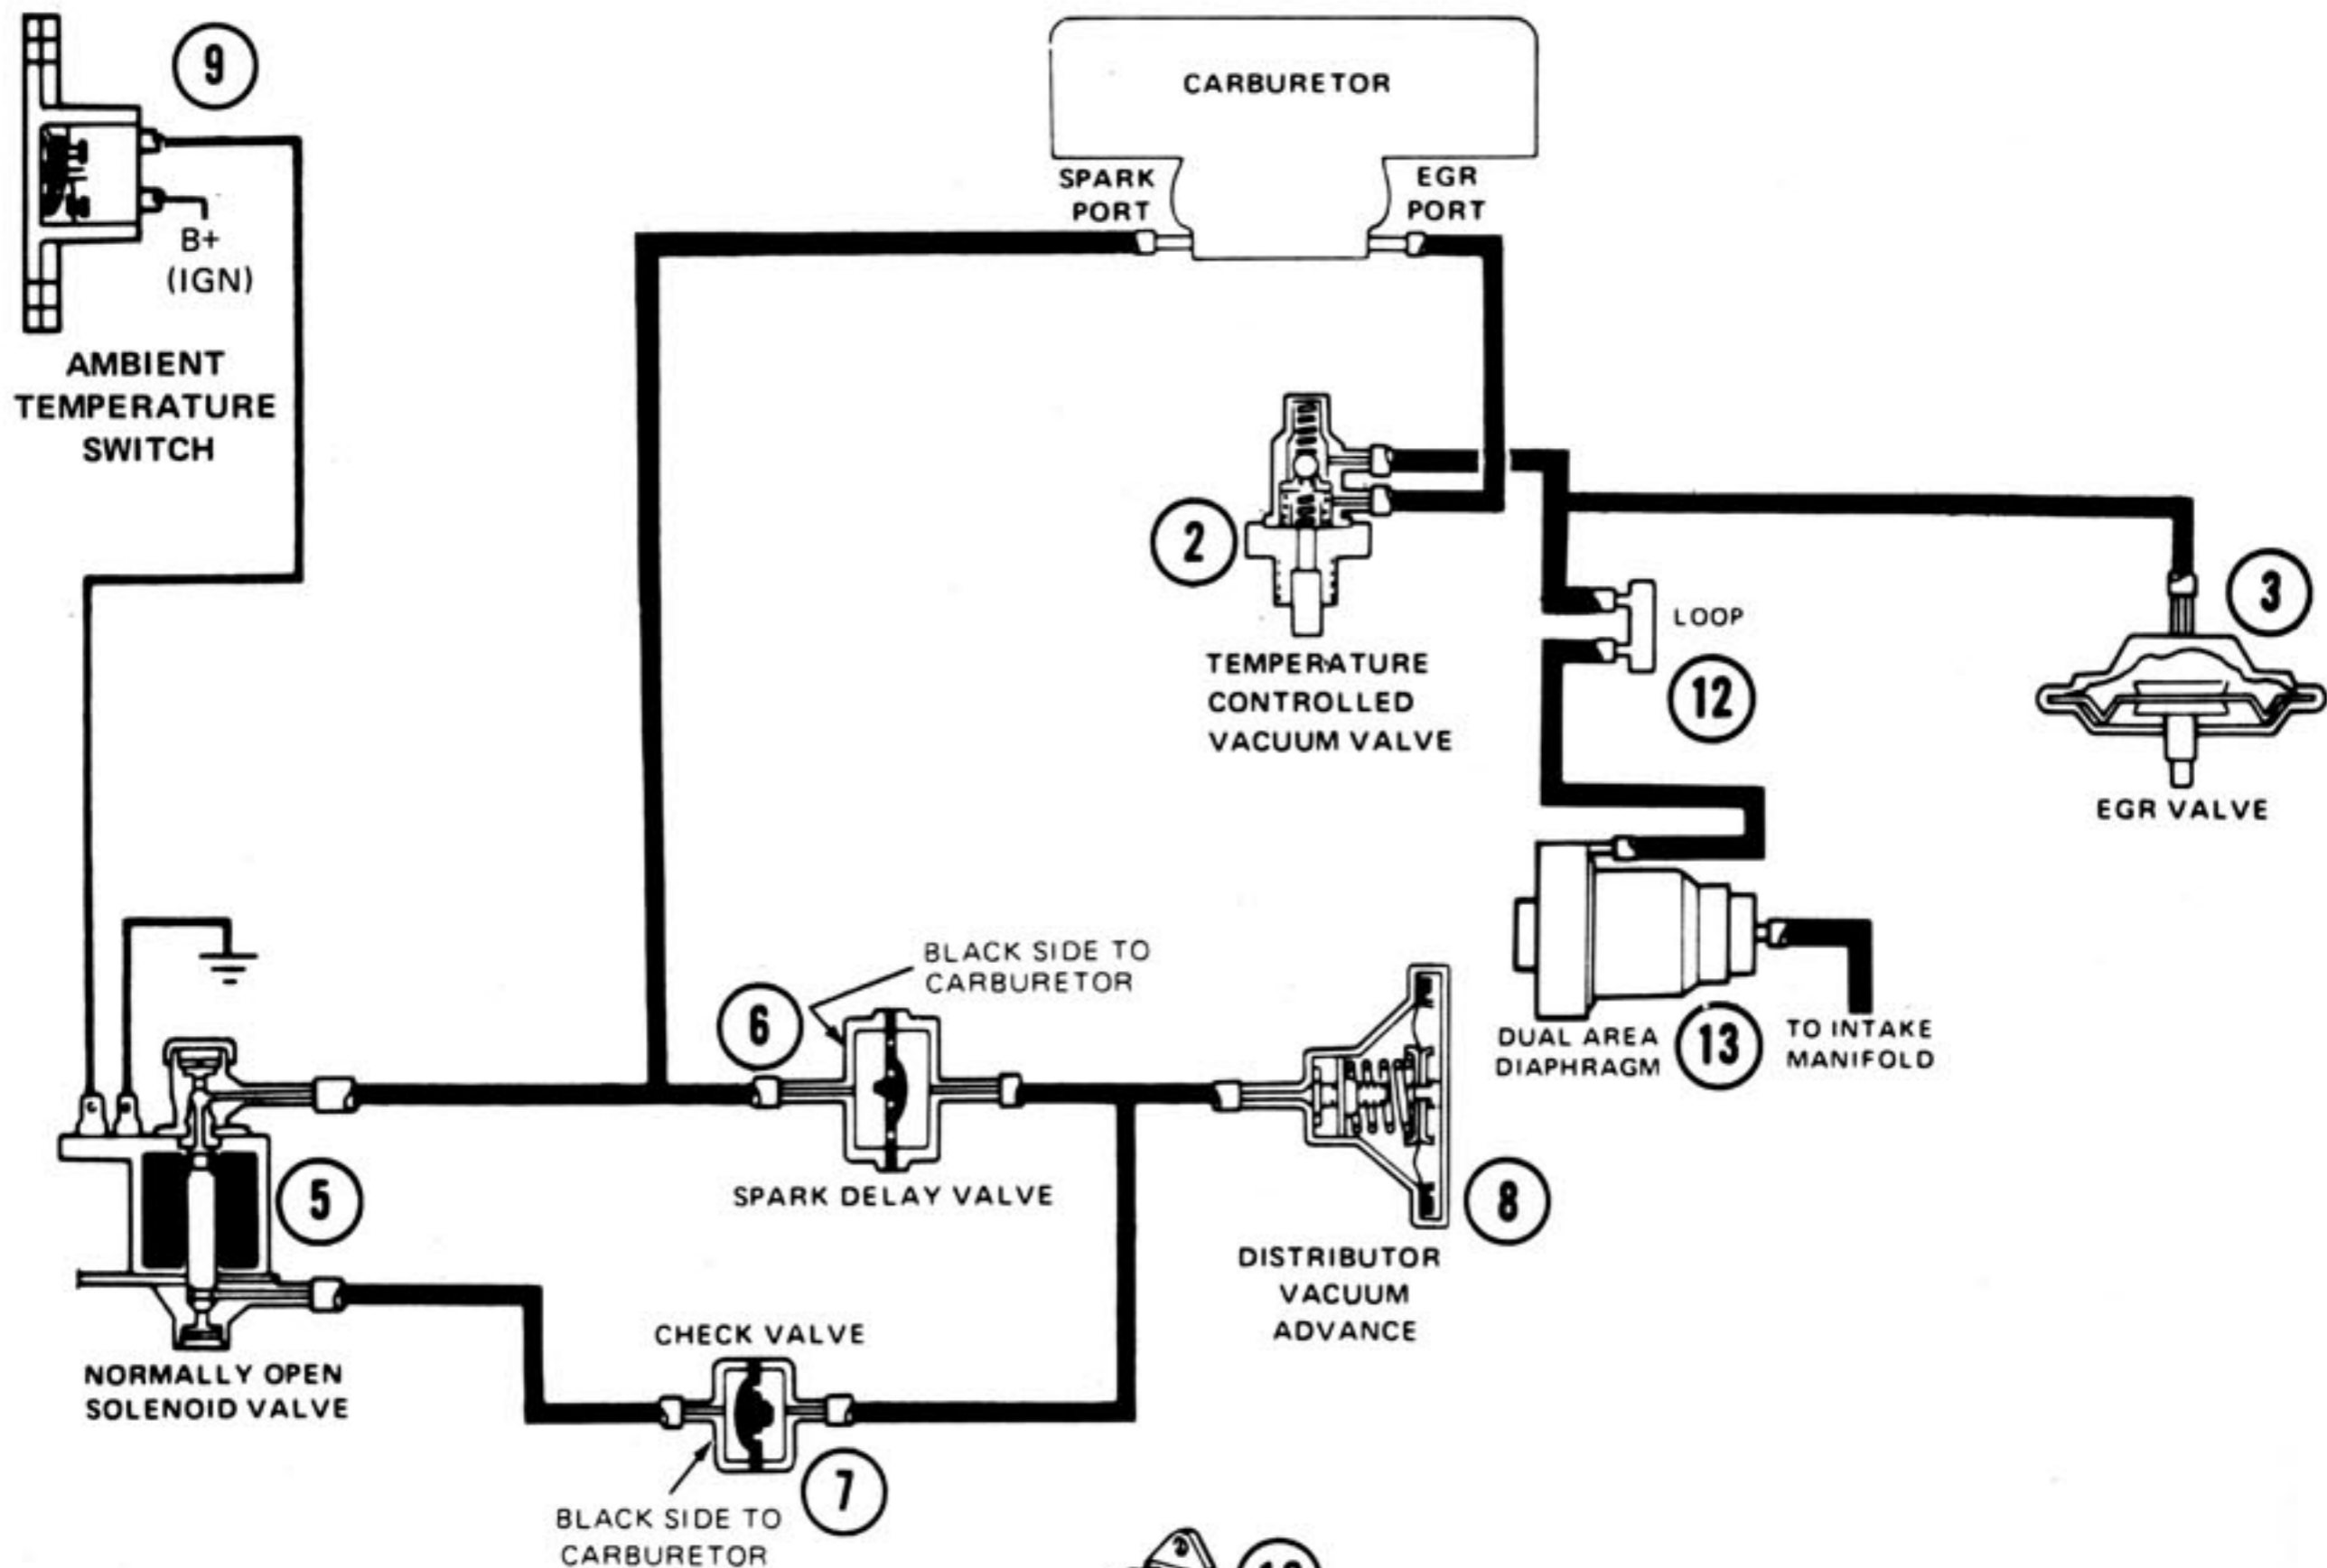 9
B+
(IGN)
AMBIENT
TEMPERATURE
SWITCH
CARBURETOR
SPARK
PORT
EGR
PORT
2
TEMPERATURE
CONTROLLED
VACUUM VALVE
LOOP
12
3
EGR VALVE
DUAL AREA
DIAPHRAGM
13
TO INTAKE
MANIFOLD
BLACK SIDE TO
CARBURETOR
6
SPARK DELAY VALVE
8
DISTRIBUTOR
VACUUM
ADVANCE
5
NORMALLY OPEN
SOLENOID VALVE
CHECK VALVE
7
BLACK SIDE TO
CARBURETOR